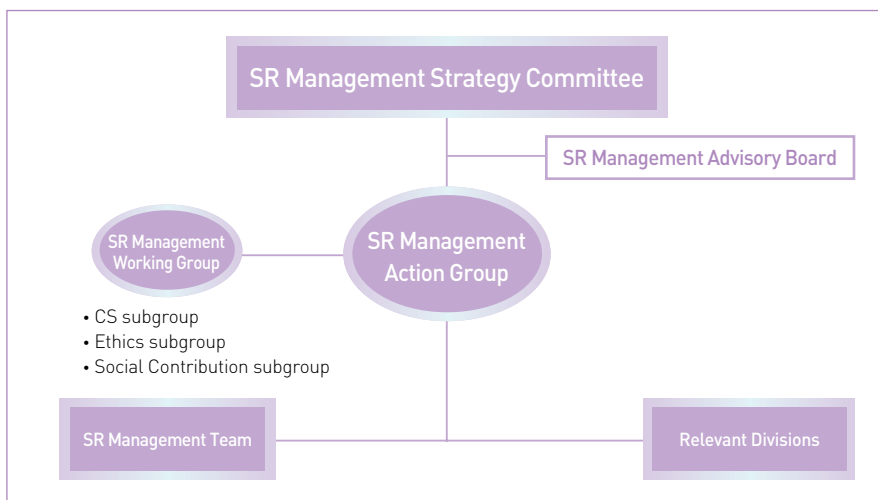 SR Management Strategy Committee
SR Management Advisory Board
SR Management
Working Group
SR Management
Action Group
• CS subgroup
• Ethics subgroup
• Social Contribution subgroup
SR Management Team
Relevant Divisions